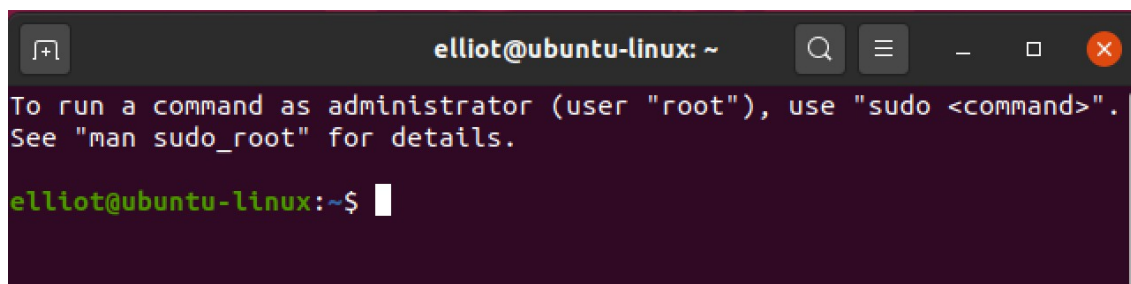 elliot@ubuntu-linux: ~
To run a command as administrator (user "root"), use "sudo <command>".
See "man sudo_root" for details.
elliot@ubuntu-linux:~$